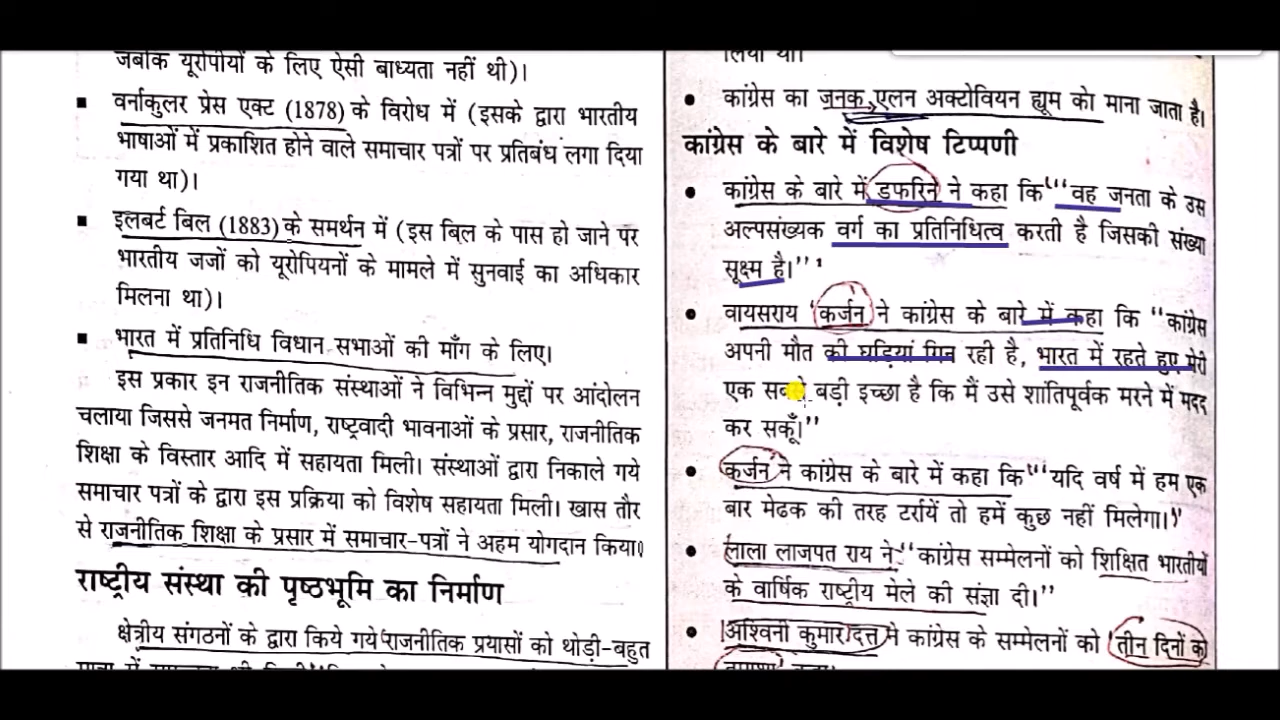 जबकि यूरोपीयों के लिए ऐसी बाध्यता नहीं थी)।
▪ वर्नाकुलर प्रेस एक्ट (1878) के विरोध में (इसके द्वारा भारतीय
भाषाओं में प्रकाशित होने वाले समाचार पत्रों पर प्रतिबंध लगा दिया
गया था)।
▪ इलबर्ट बिल (1883) के समर्थन में (इस बिल के पास हो जाने पर
भारतीय जजों को यूरोपियनों के मामले में सुनवाई का अधिकार
मिलना था)।
▪ भारत में प्रतिनिधि विधान सभाओं की माँग के लिए।
इस प्रकार इन राजनीतिक संस्थाओं ने विभिन्न मुद्दों पर आंदोलन
चलाया जिससे जनमत निर्माण, राष्ट्रवादी भावनाओं के प्रसार, राजनीतिक
शिक्षा के विस्तार आदि में सहायता मिली। संस्थाओं द्वारा निकाले गये
समाचार पत्रों के द्वारा इस प्रक्रिया को विशेष सहायता मिली। खास तौर
से राजनीतिक शिक्षा के प्रसार में समाचार-पत्रों ने अहम योगदान किया।
राष्ट्रीय संस्था की पृष्ठभूमि का निर्माण
क्षेत्रीय संगठनों के द्वारा किये गये राजनीतिक प्रयासों को थोड़ी-बहुत
लिया था।
• कांग्रेस का जनक एलन अक्टोवियन ह्यूम को माना जाता है।
कांग्रेस के बारे में विशेष टिप्पणी
• कांग्रेस के बारे में डफरिन ने कहा कि "वह जनता के उस
अल्पसंख्यक वर्ग का प्रतिनिधित्व करती है जिसकी संख्या
सूक्ष्म है।"
• वायसराय कर्जन ने कांग्रेस के बारे में कहा कि "कांग्रेस
अपनी मौत की घड़ियां गिन रही है, भारत में रहते हुए मेरी
एक सबसे बड़ी इच्छा है कि मैं उसे शांतिपूर्वक मरने में मदद
कर सकूँ।"
• कर्जन ने कांग्रेस के बारे में कहा कि "यदि वर्ष में हम एक
बार मेढक की तरह टर्रायें तो हमें कुछ नहीं मिलेगा।"
• लाला लाजपत राय ने "कांग्रेस सम्मेलनों को शिक्षित भारतीयों
के वार्षिक राष्ट्रीय मेले की संज्ञा दी।"
• अश्विनी कुमार दत्त ने कांग्रेस के सम्मेलनों को 'तीन दिनों का